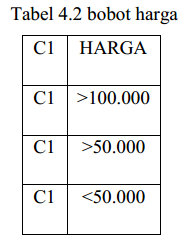 Tabel 4.2 bobot harga
C1 HARGA
C1 >100.000
C1 >50.000
C1 <50.000